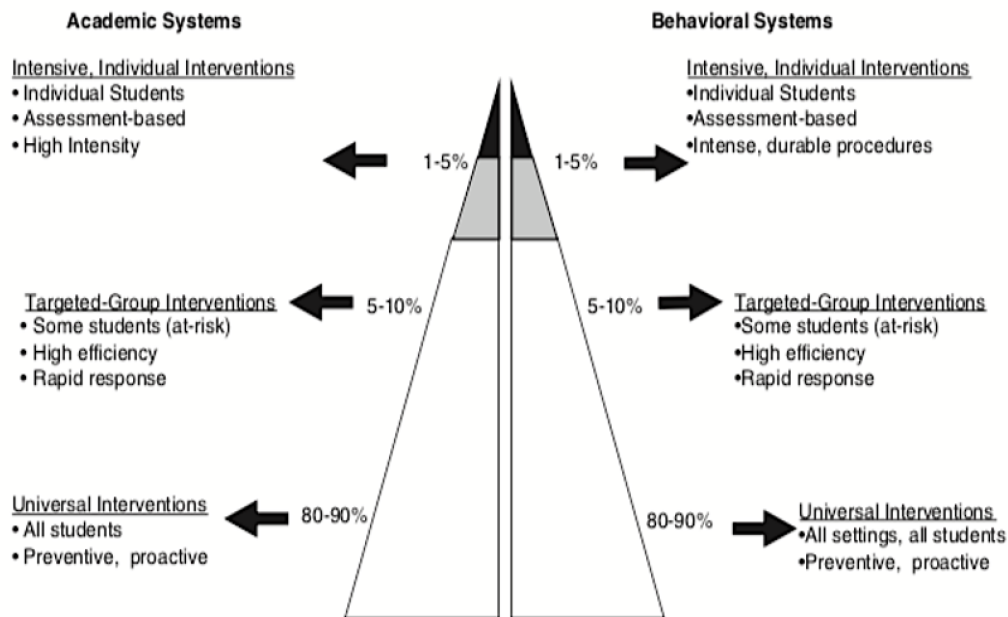 Academic Systems
Behavioral Systems
Intensive, Individual Interventions
• Individual Students
• Assessment-based
• High Intensity
Intensive, Individual Interventions
•Individual Students
•Assessment-based
•Intense, durable procedures
1-5%
1-5%
Targeted-Group Interventions
• Some students (at-risk)
• High efficiency
• Rapid response
5-10%
5-10%
Targeted-Group Interventions
•Some students (at-risk)
•High efficiency
•Rapid response
Universal Interventions
• All students
• Preventive, proactive
80-90%
80-90%
Universal Interventions
•All settings, all students
•Preventive, proactive